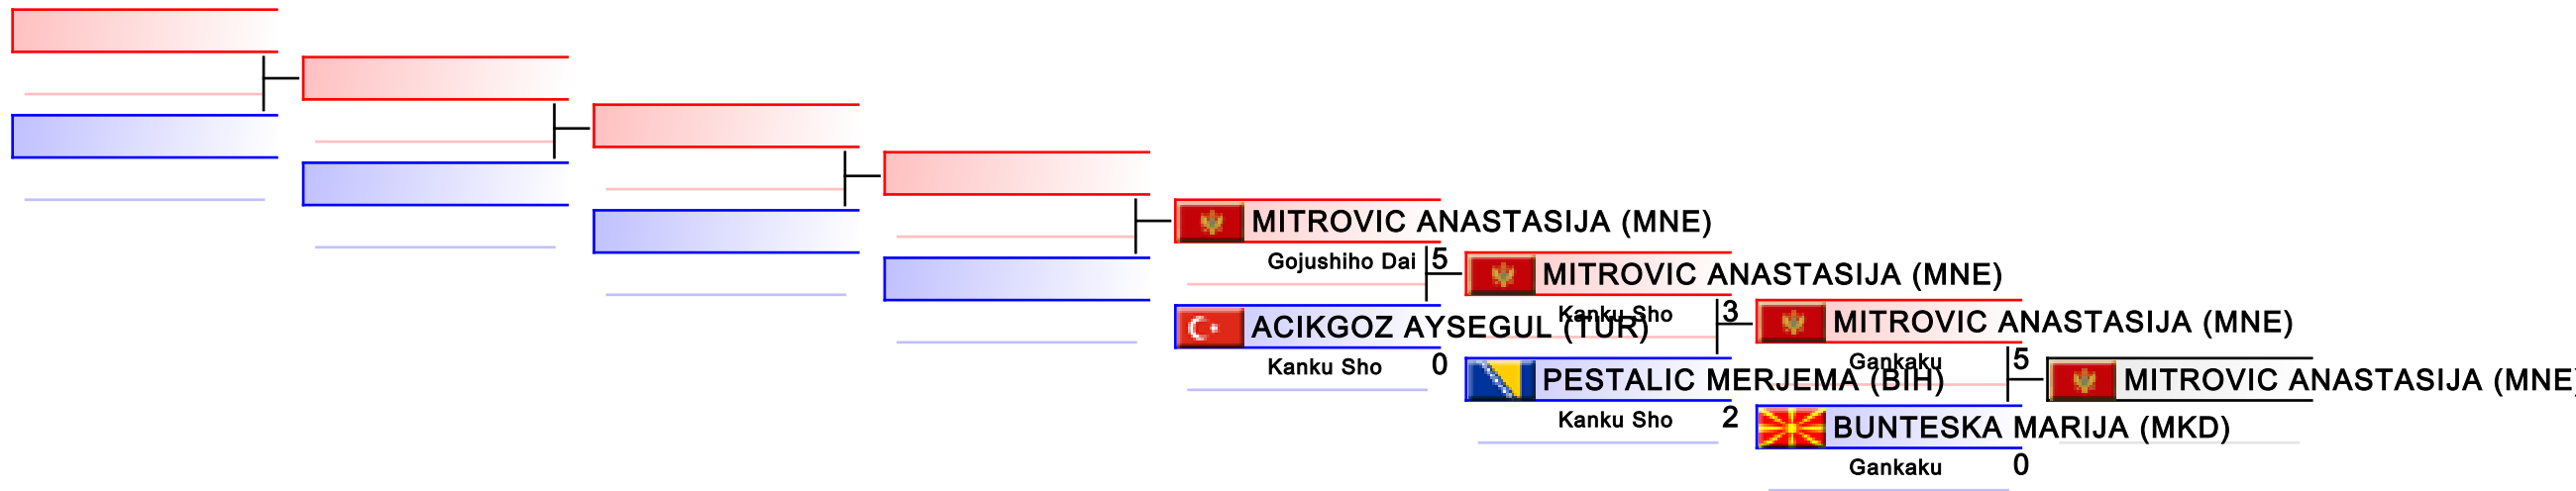 MITROVIC ANASTASIJA (MNE)
Gojushiho Dai 5
ACIKGOZ AYSEGUL (TUR)
Kanku Sho 0
MITROVIC ANASTASIJA (MNE)
Kanku Sho 3
PESTALIC MERJEMA (BIH)
Kanku Sho 2
MITROVIC ANASTASIJA (MNE)
Gankaku 5
BUNTESKA MARIJA (MKD)
Gankaku 0
MITROVIC ANASTASIJA (MNE)